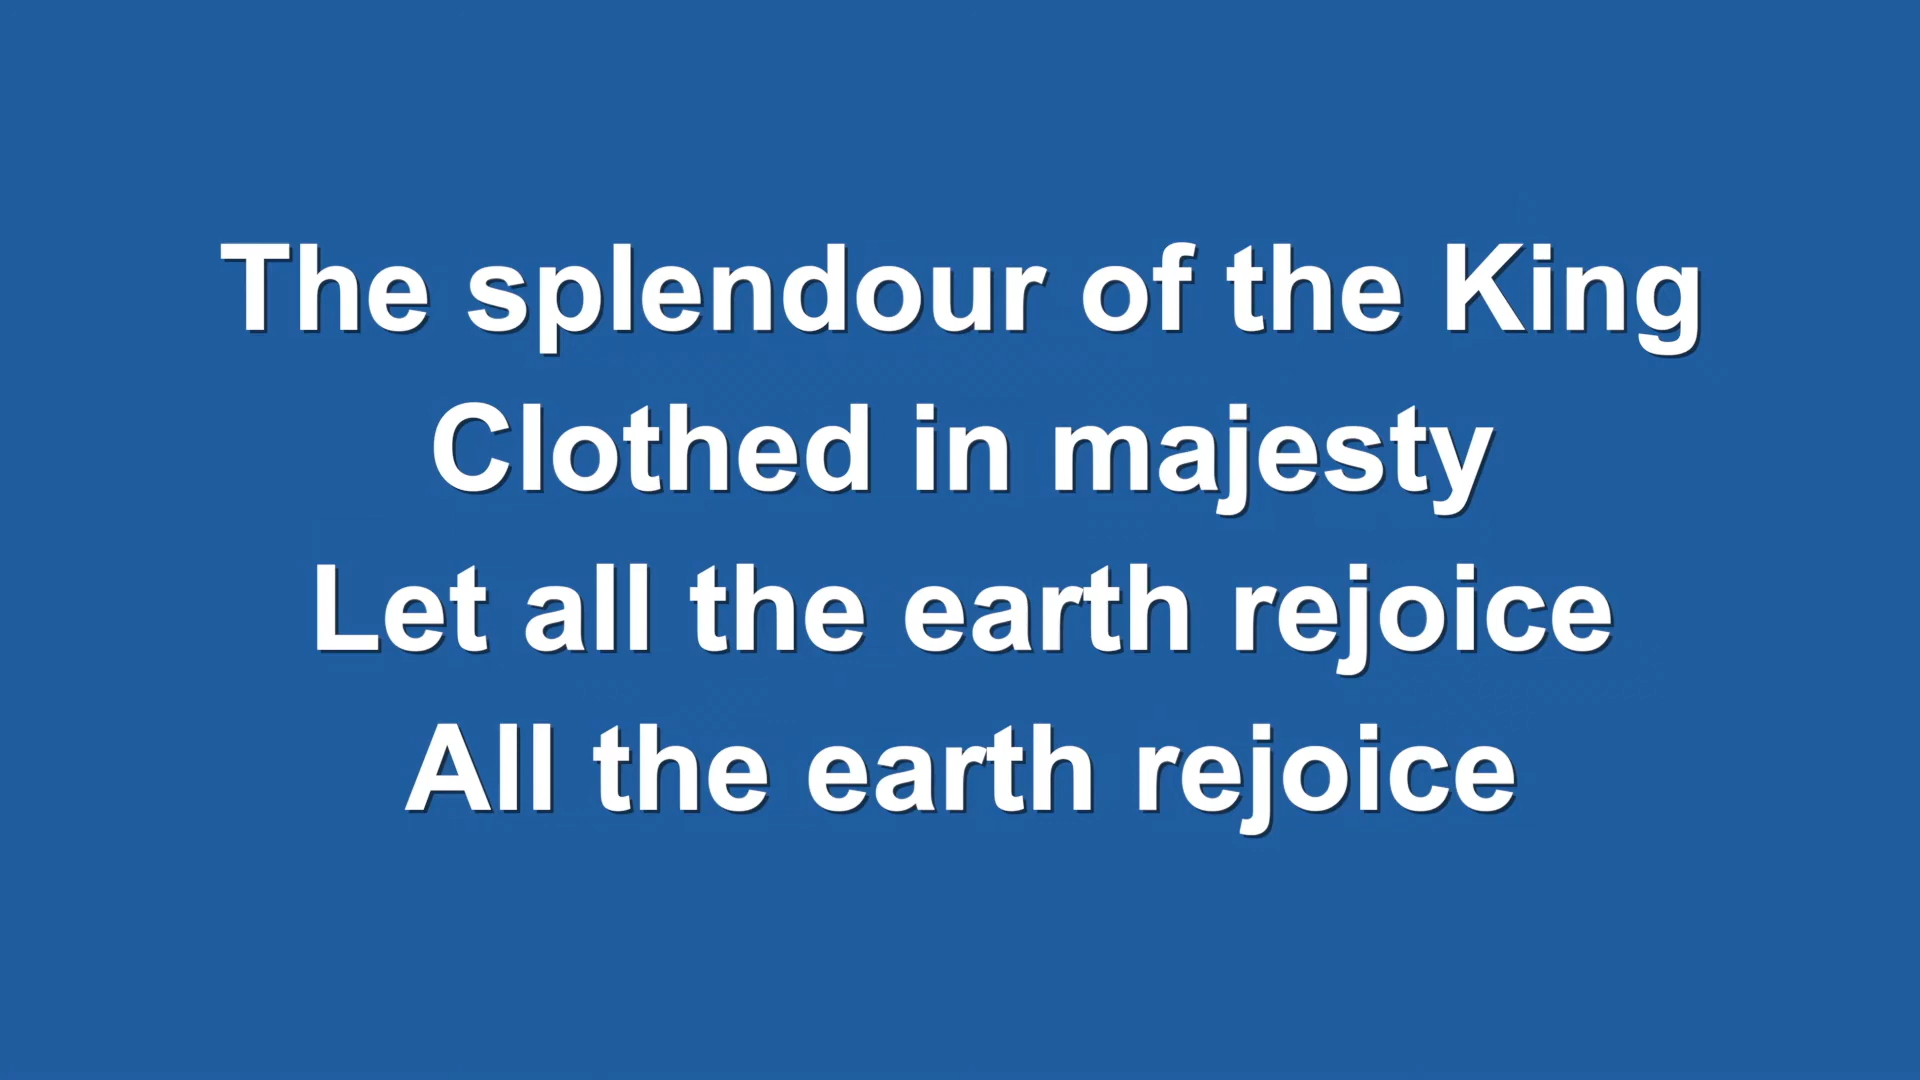 The splendour of the King
Clothed in majesty
Let all the earth rejoice
All the earth rejoice